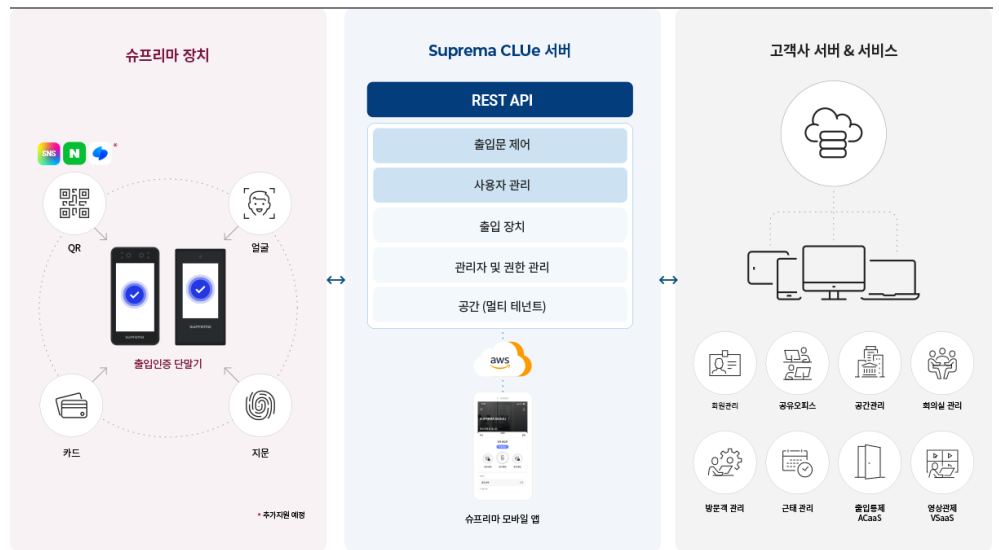 슈프리마 장치
SNS
N
*
QR
얼굴
suprema
suprema
출입인증 단말기
카드
지문
* 추가지원 예정
Suprema CLUe 서버
REST API
출입문 제어
사용자 관리
출입 장치
관리자 및 권한 관리
공간 (멀티 테넌트)
aws
슈프리마 모바일 앱
고객사 서버 & 서비스
회원관리
공유오피스
공간관리
회의실 관리
방문객 관리
근태 관리
출입통제
ACaaS
영상관제
VSaaS